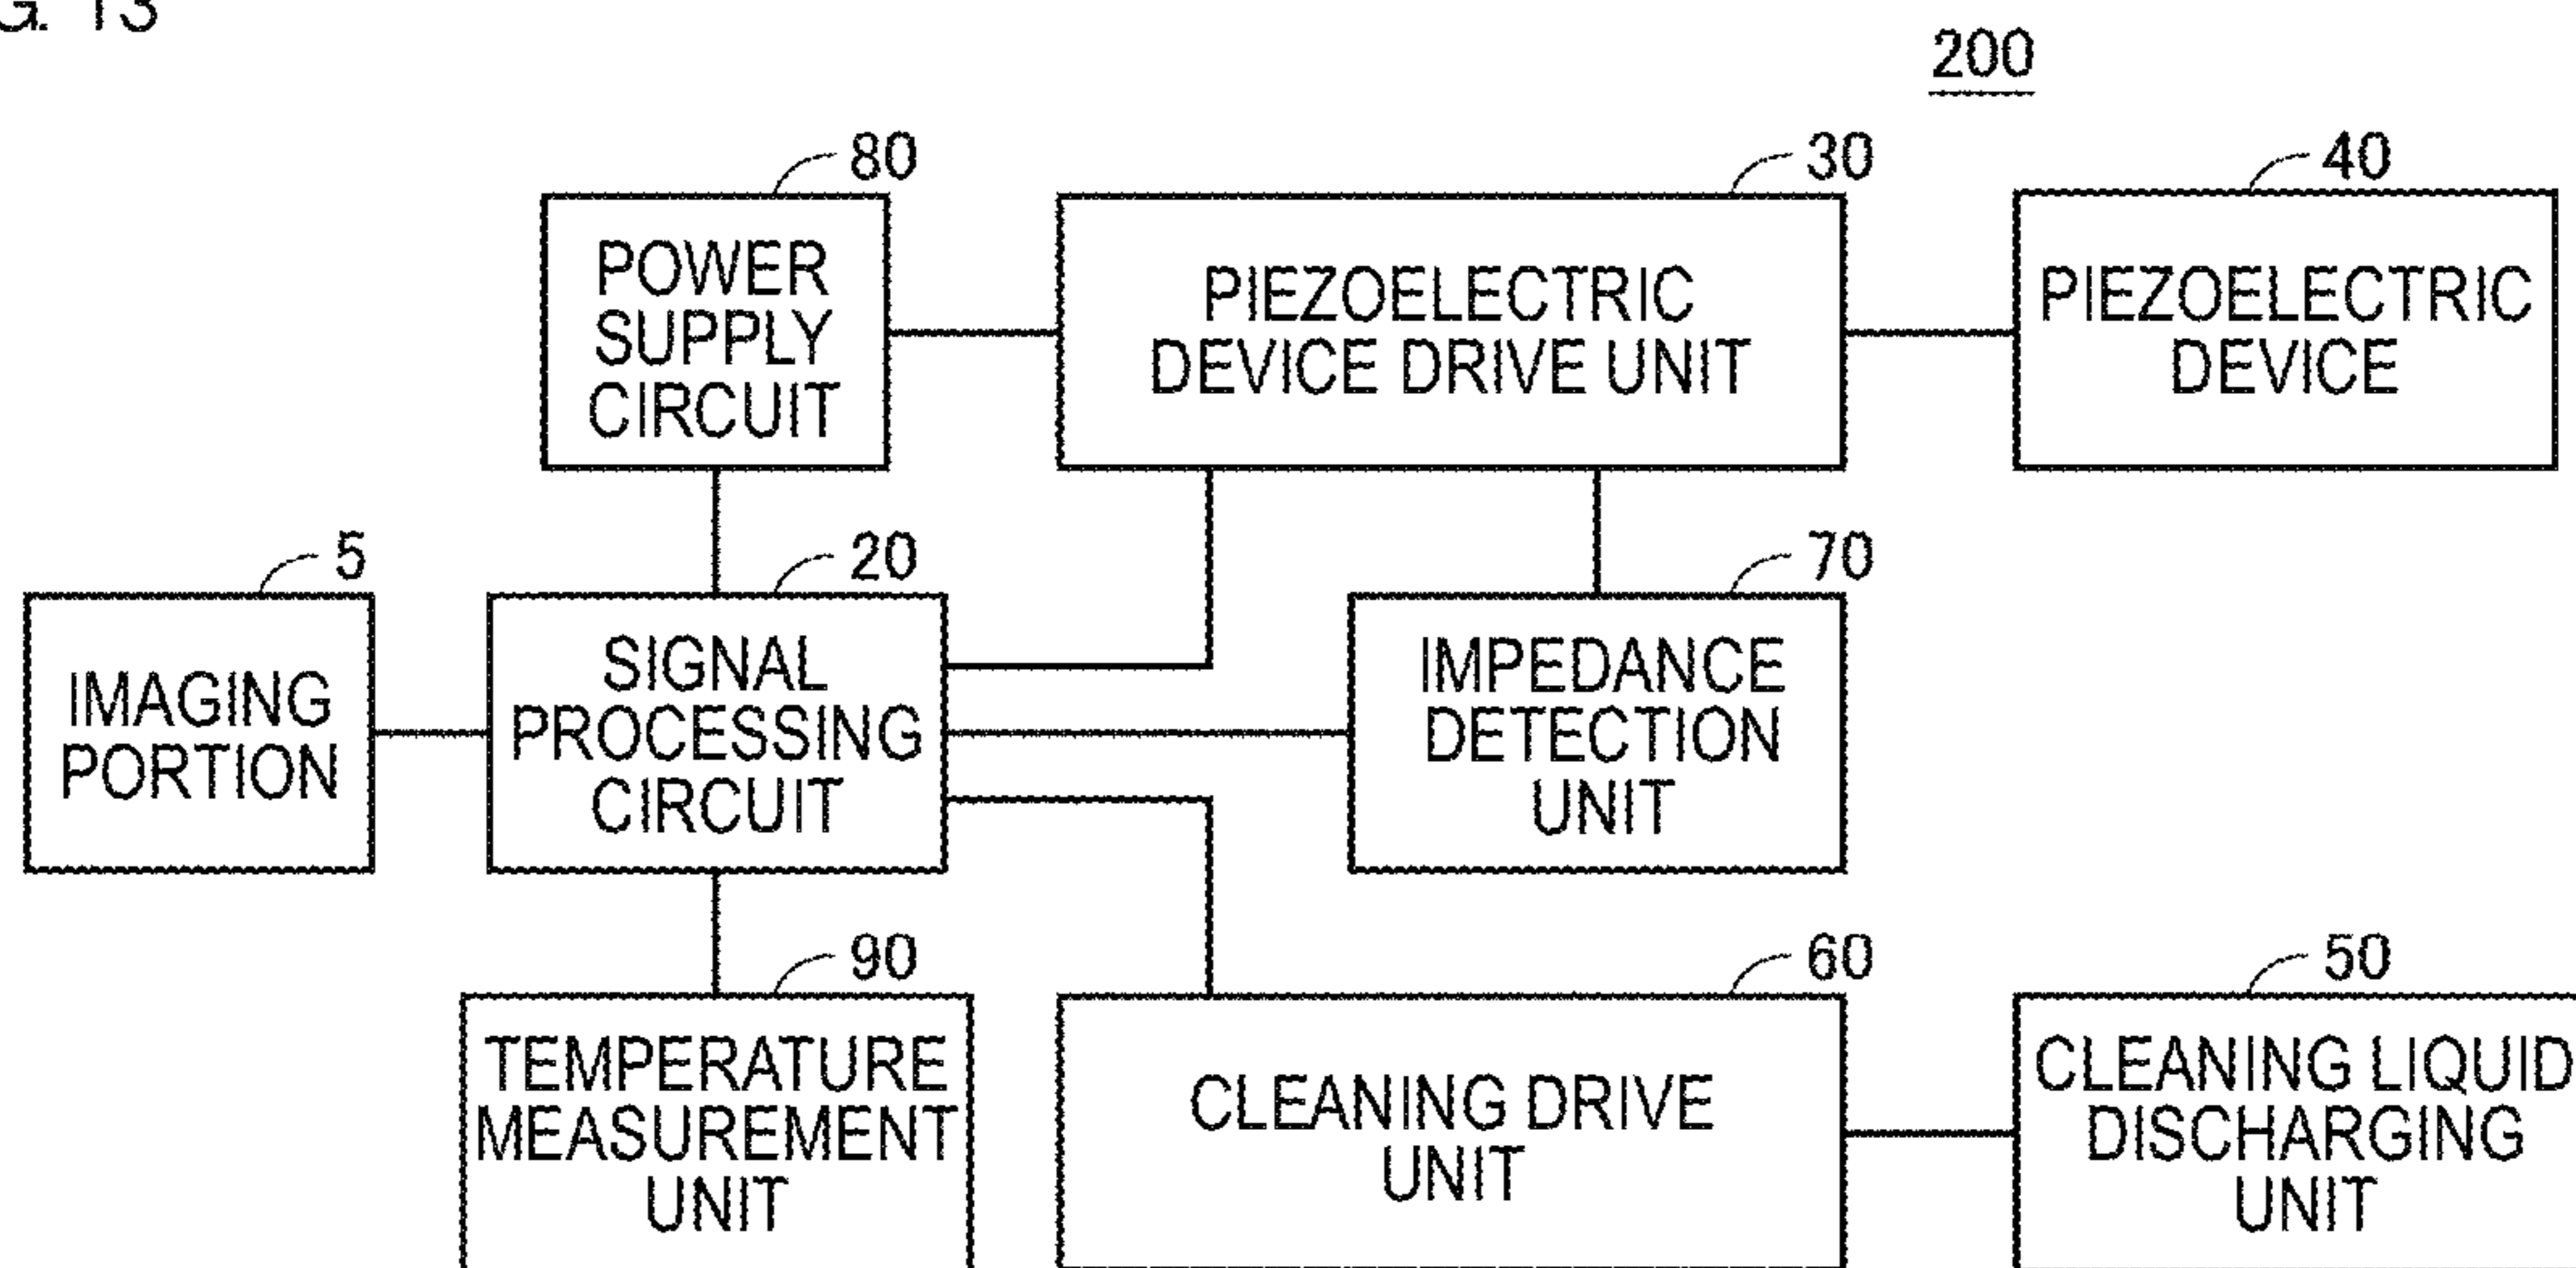 G. 13
200
80
POWER
SUPPLY
CIRCUIT
30
PIEZOELECTRIC
DEVICE DRIVE UNIT
40
PIEZOELECTRIC
DEVICE
5
IMAGING
PORTION
20
SIGNAL
PROCESSING
CIRCUIT
70
IMPEDANCE
DETECTION
UNIT
90
TEMPERATURE
MEASUREMENT
UNIT
60
CLEANING DRIVE
UNIT
50
CLEANING LIQUID
DISCHARGING
UNIT